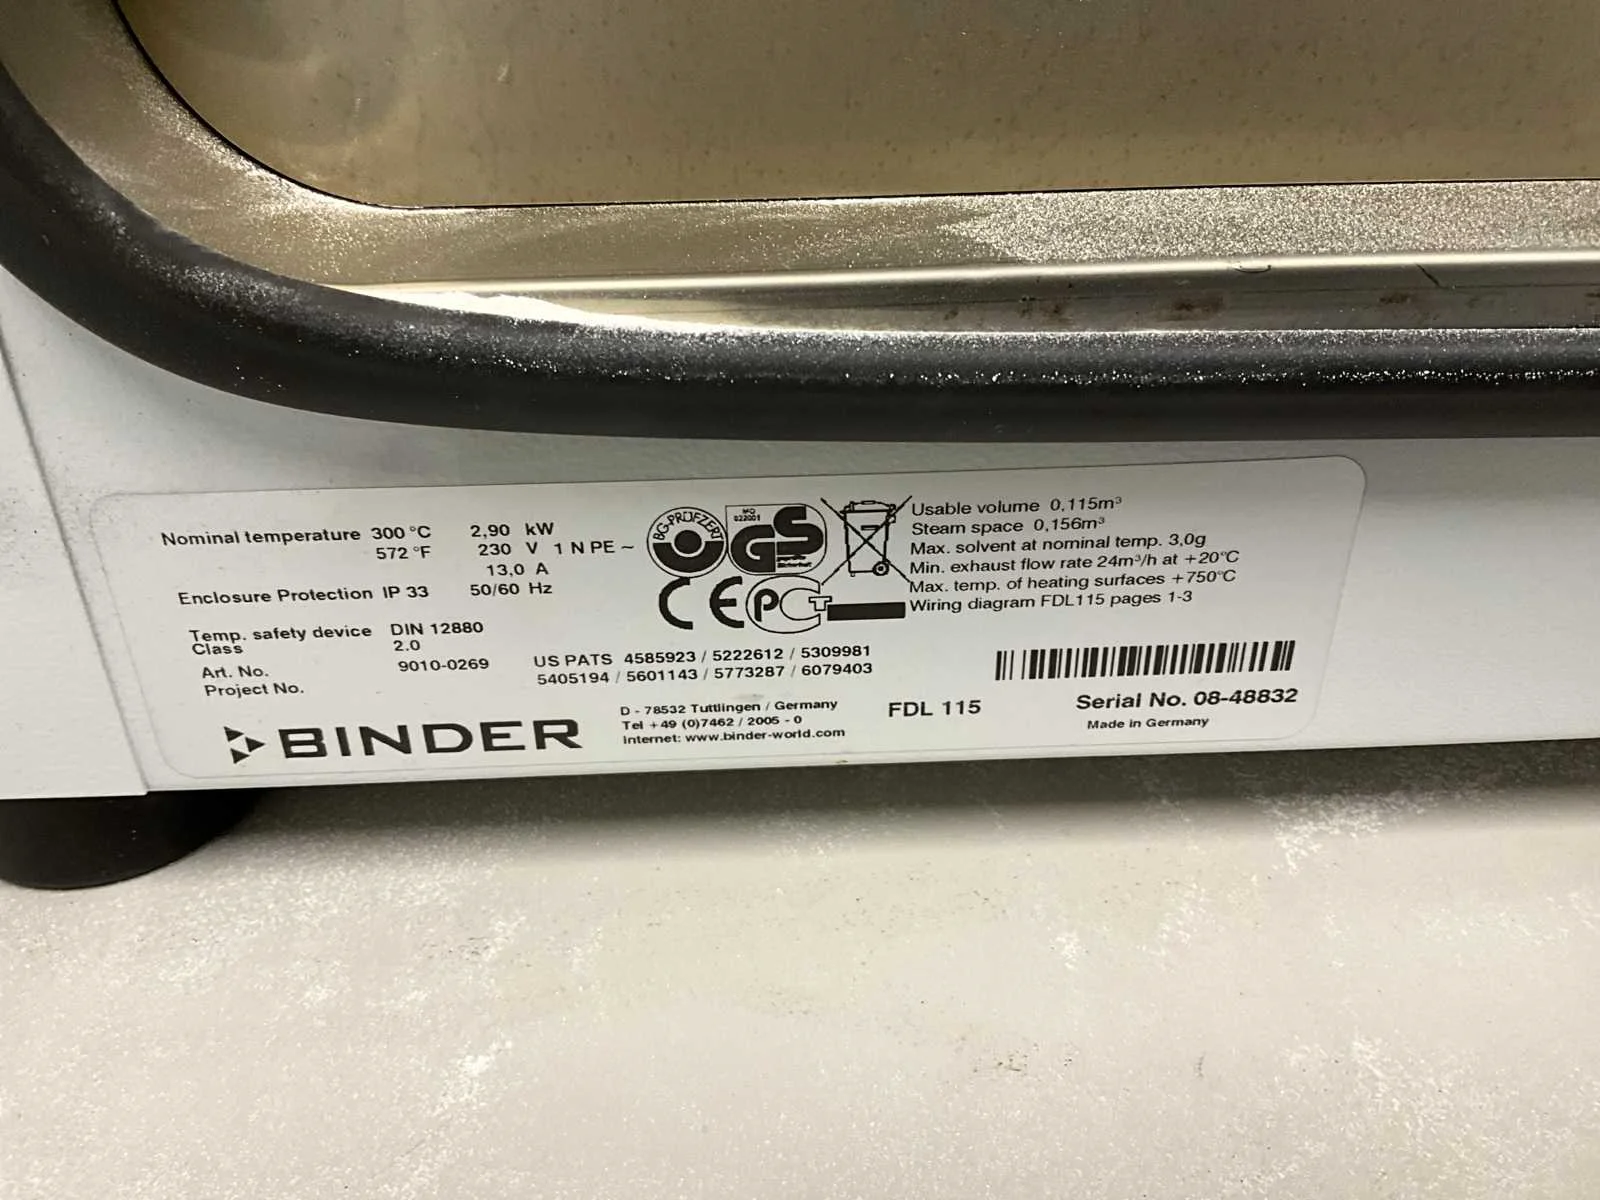 Nominal temperature 300 °C 2,90 kW
572 °F 230 V 1 N PE ~
13,0 A
Enclosure Protection IP 33 50/60 Hz
Temp. safety device DIN 12880
Class 2.0
Art. No. 9010-0269
Project No.
BG-PRÜFZERT
GS
geprüfte
Sicherheit
CE PCT
US PATS 4585923 / 5222612 / 5309981
5405194 / 5601143 / 5773287 / 6079403
Usable volume 0,115m³
Steam space 0,156m³
Max. solvent at nominal temp. 3,0g
Min. exhaust flow rate 24m³/h at +20°C
Max. temp. of heating surfaces +750°C
Wiring diagram FDL115 pages 1-3
BINDER
D - 78532 Tuttlingen / Germany
Tel +49 (0)7462 / 2005 - 0
Internet: www.binder-world.com
FDL 115
Serial No. 08-48832
Made in Germany